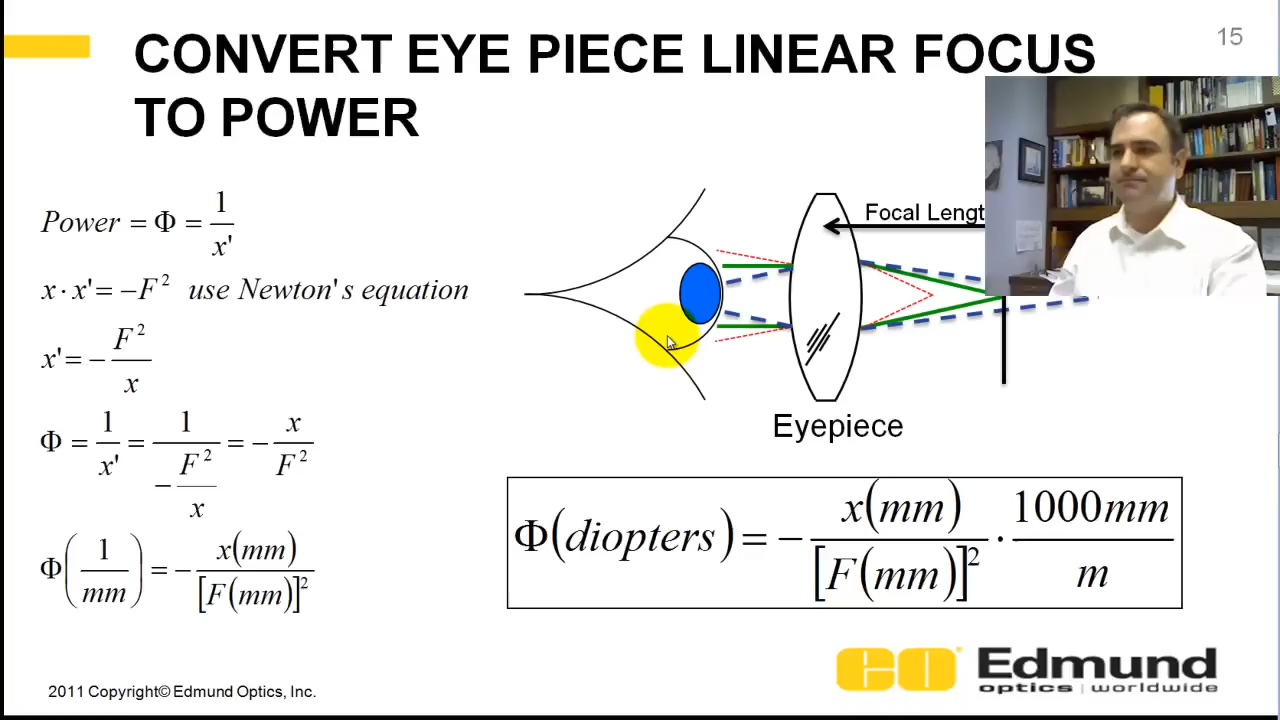 15
CONVERT EYE PIECE LINEAR FOCUS
TO POWER
Power = Φ = 1/x'
x · x' = −F² use Newton's equation
x' = − F²/x
Φ = 1/x' = 1/(− F²/x) = − x/F²
Φ(1/mm) = − x(mm)/[F(mm)]²
Focal Lengt
Eyepiece
Φ(diopters) = − x(mm)/[F(mm)]² · 1000mm/m
2011 Copyright© Edmund Optics, Inc.
EO Edmund
optics | worldwide